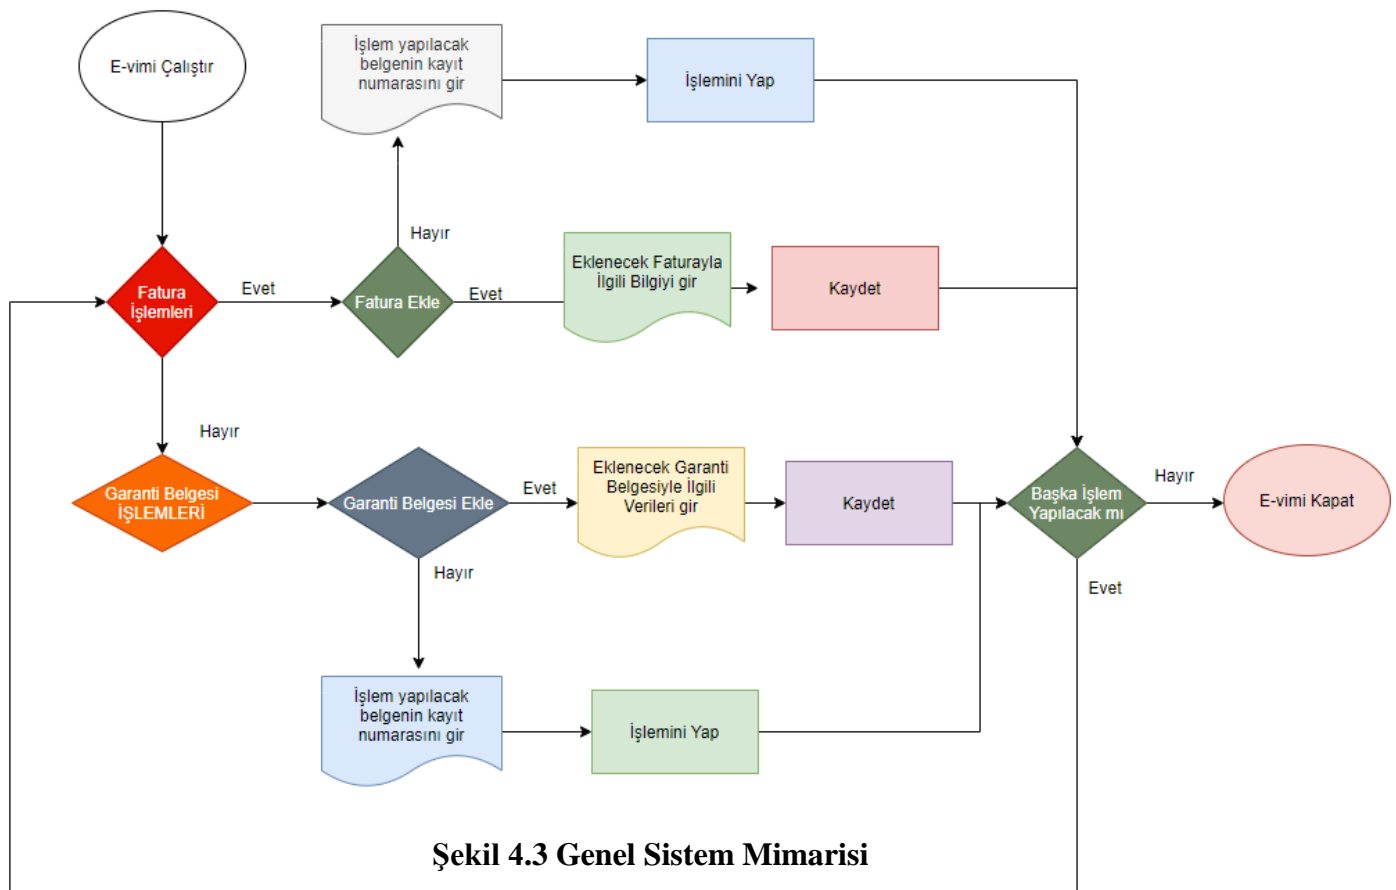 E-vimi Çalıştır
İşlem yapılacak
belgenin kayıt
numarasını gir
İşlemini Yap
Hayır
Fatura
İşlemleri
Evet
Fatura Ekle
Evet
Eklenecek Faturayla
İlgili Bilgiyi gir
Kaydet
Hayır
Garanti Belgesi
İŞLEMLERİ
Garanti Belgesi Ekle
Evet
Eklenecek Garanti
Belgesiyle İlgili
Verileri gir
Kaydet
Başka İşlem
Yapılacak mı
Hayır
E-vimi Kapat
Hayır
Evet
İşlem yapılacak
belgenin kayıt
numarasını gir
İşlemini Yap
Şekil 4.3 Genel Sistem Mimarisi